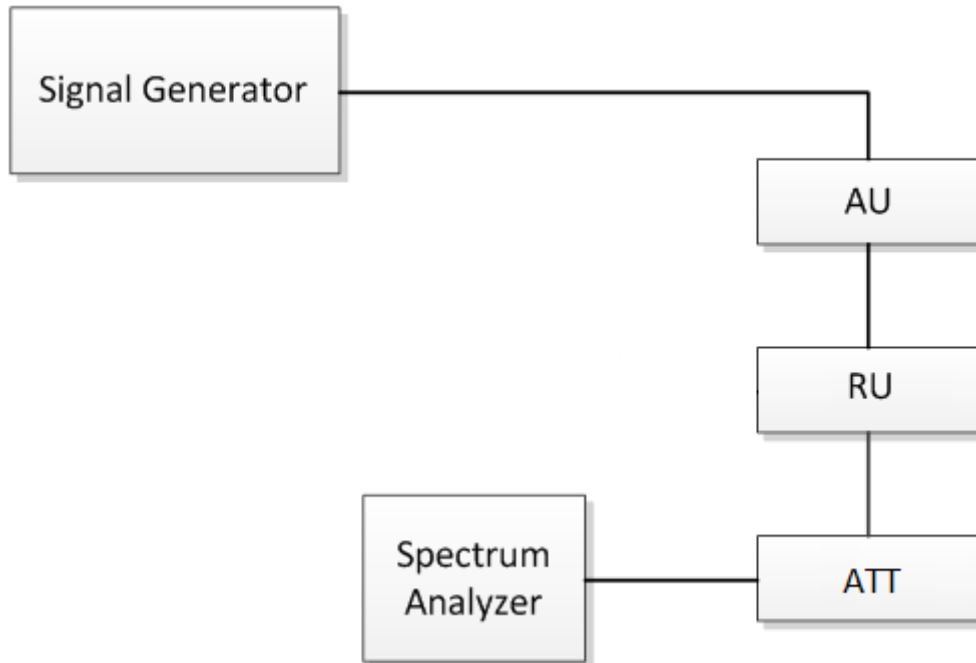 Signal Generator
AU
RU
ATT
Spectrum
Analyzer